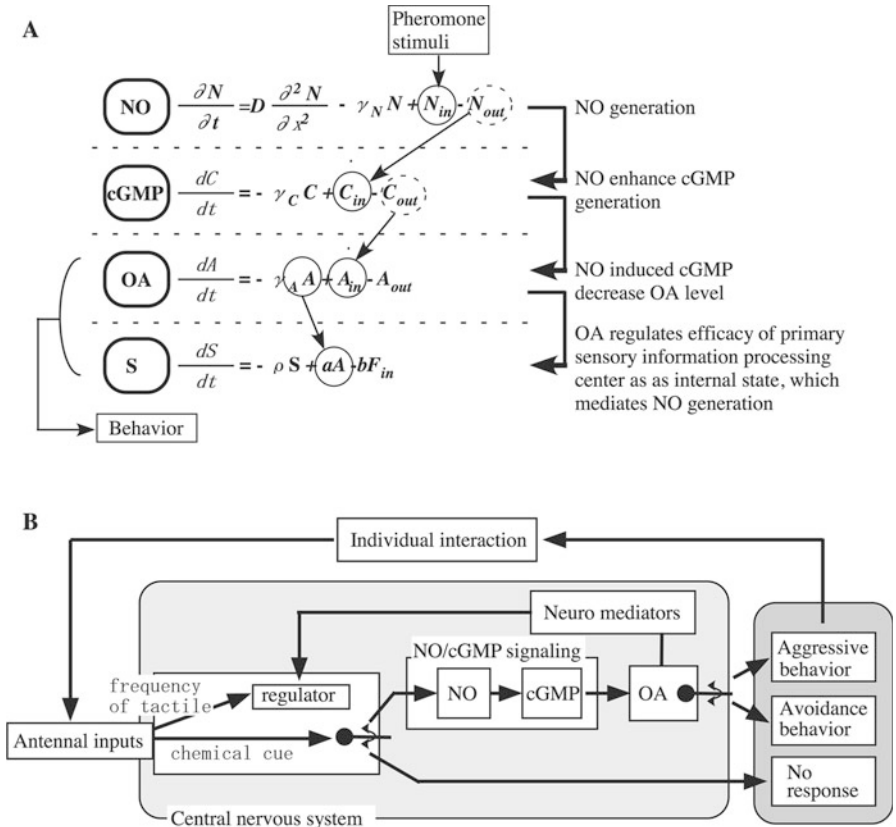 A
Pheromone
stimuli
NO ∂N/∂t = D ∂²N/∂x² - γ_N N + N_in - N_out
NO generation
cGMP dC/dt = - γ_C C + C_in - C_out
NO enhance cGMP
generation
OA dA/dt = - γ_A A + A_in - A_out
NO induced cGMP
decrease OA level
S dS/dt = - ρ S + aA - bF_in
OA regulates efficacy of primary
sensory information processing
center as as internal state, which
mediates NO generation
Behavior
B
Individual interaction
Neuro mediators
NO/cGMP signaling
regulator
NO
cGMP
OA
frequency
of tactile
Antennal inputs
chemical cue
Aggressive
behavior
Avoidance
behavior
No
response
Central nervous system